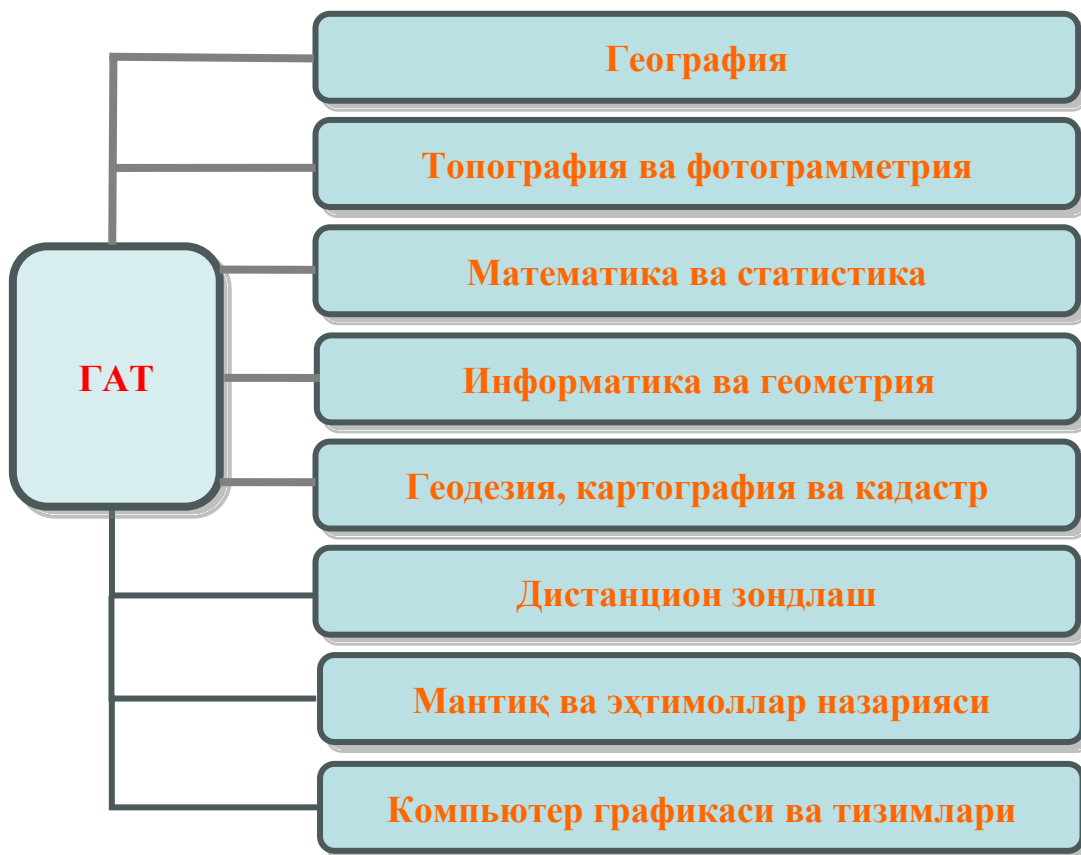 География
Топография ва фотограмметрия
Математика ва статистика
ГАТ
Информатика ва геометрия
Геодезия, картография ва кадастр
Дистанцион зондлаш
Мантиқ ва эҳтимоллар назарияси
Компьютер графикаси ва тизимлари